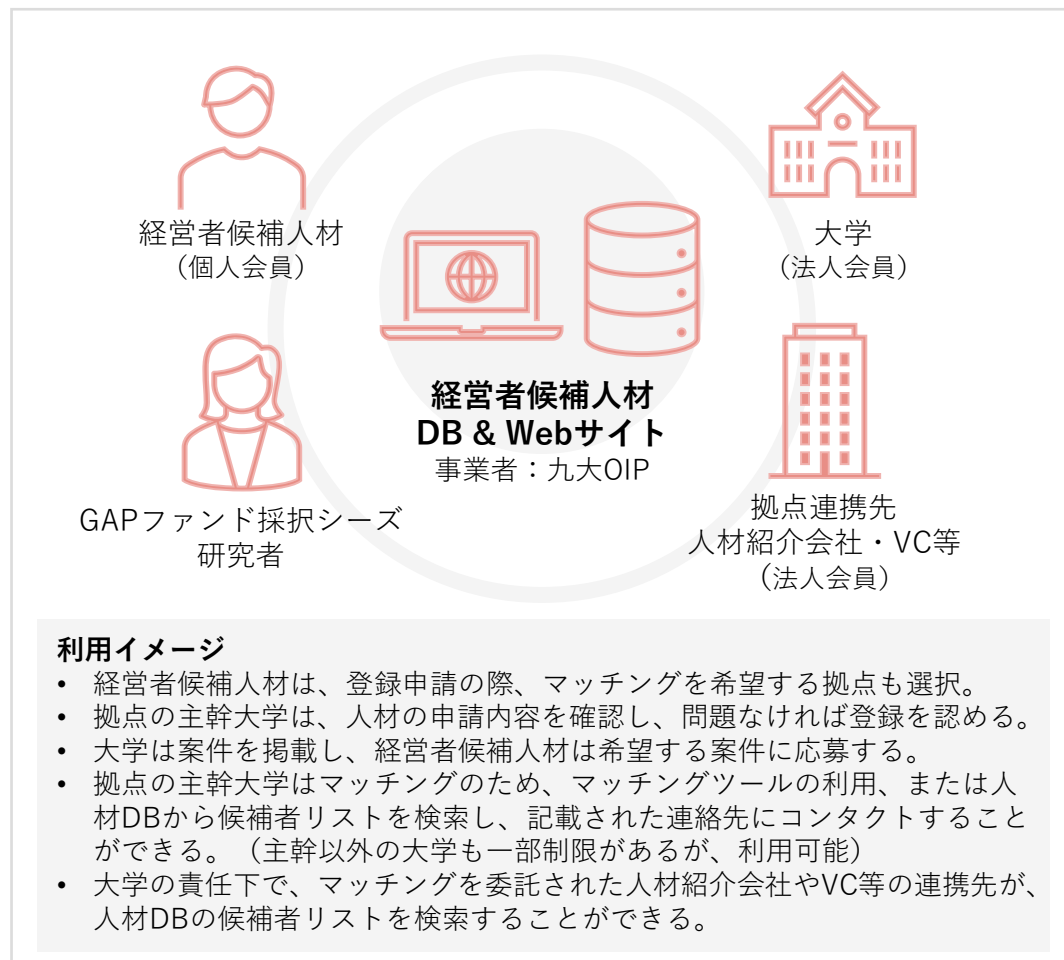 経営者候補人材
（個人会員）
大学
（法人会員）
経営者候補人材
DB & Webサイト
事業者：九大OIP
GAPファンド採択シーズ
研究者
拠点連携先
人材紹介会社・VC等
（法人会員）
利用イメージ
• 経営者候補人材は、登録申請の際、マッチングを希望する拠点も選択。
• 拠点の主幹大学は、人材の申請内容を確認し、問題なければ登録を認める。
• 大学は案件を掲載し、経営者候補人材は希望する案件に応募する。
• 拠点の主幹大学はマッチングのため、マッチングツールの利用、または人
材DBから候補者リストを検索し、記載された連絡先にコンタクトすること
ができる。（主幹以外の大学も一部制限があるが、利用可能）
• 大学の責任下で、マッチングを委託された人材紹介会社やVC等の連携先が、
人材DBの候補者リストを検索することができる。